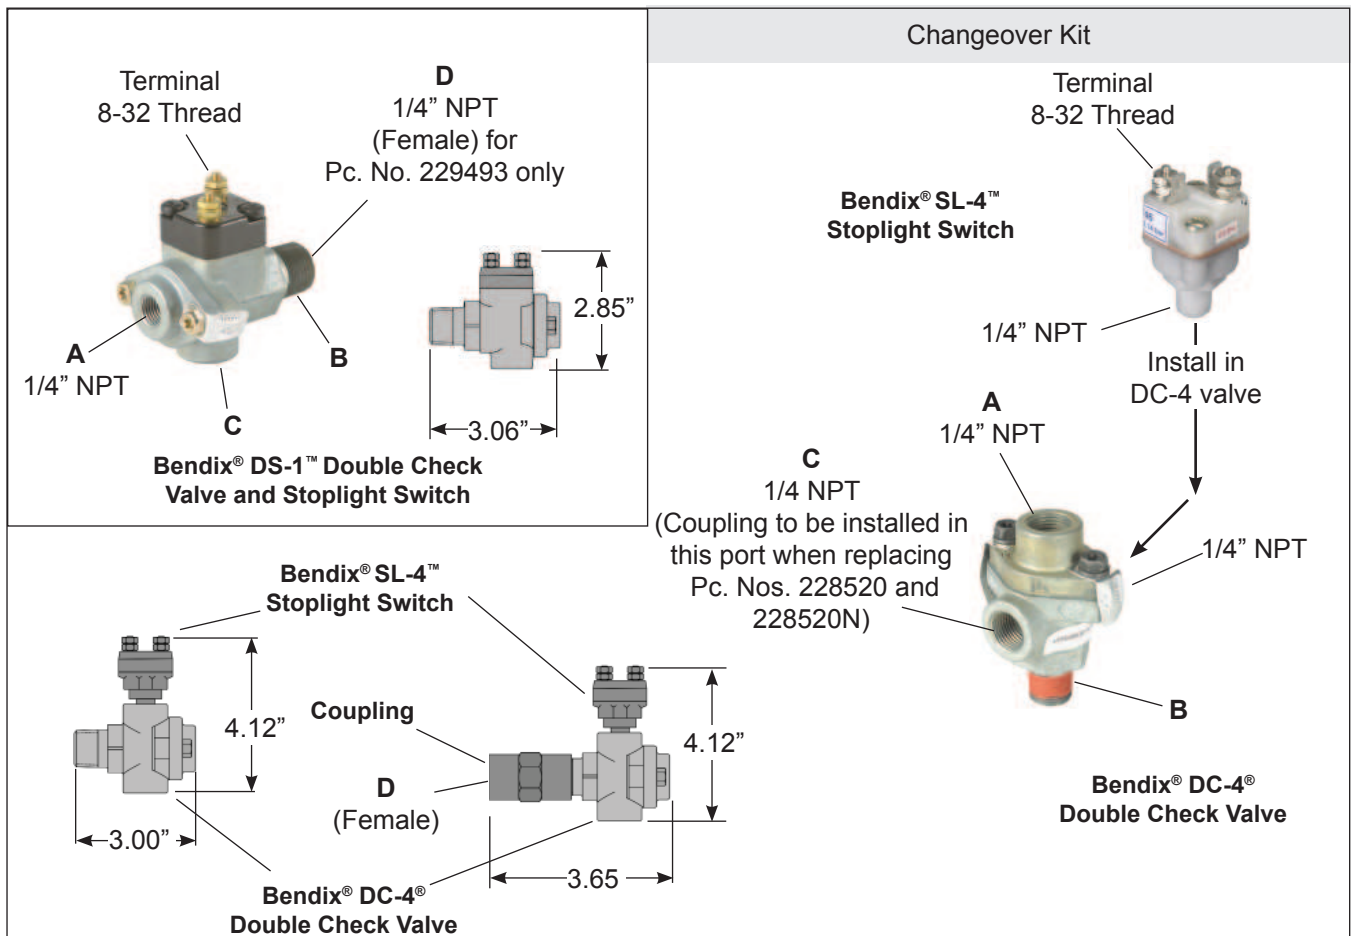 Changeover Kit
Terminal
8-32 Thread
D
1/4” NPT
(Female) for
Pc. No. 229493 only
2.85”
3.06”
A
1/4” NPT
B
C
Bendix® DS-1™ Double Check
Valve and Stoplight Switch
Terminal
8-32 Thread
Bendix® SL-4™
Stoplight Switch
1/4” NPT
Install in
DC-4 valve
A
1/4” NPT
C
1/4 NPT
(Coupling to be installed in
this port when replacing
Pc. Nos. 228520 and
228520N)
1/4” NPT
B
Bendix® DC-4®
Double Check Valve
Bendix® SL-4™
Stoplight Switch
4.12”
3.00”
Coupling
D
(Female)
4.12”
3.65
Bendix® DC-4®
Double Check Valve